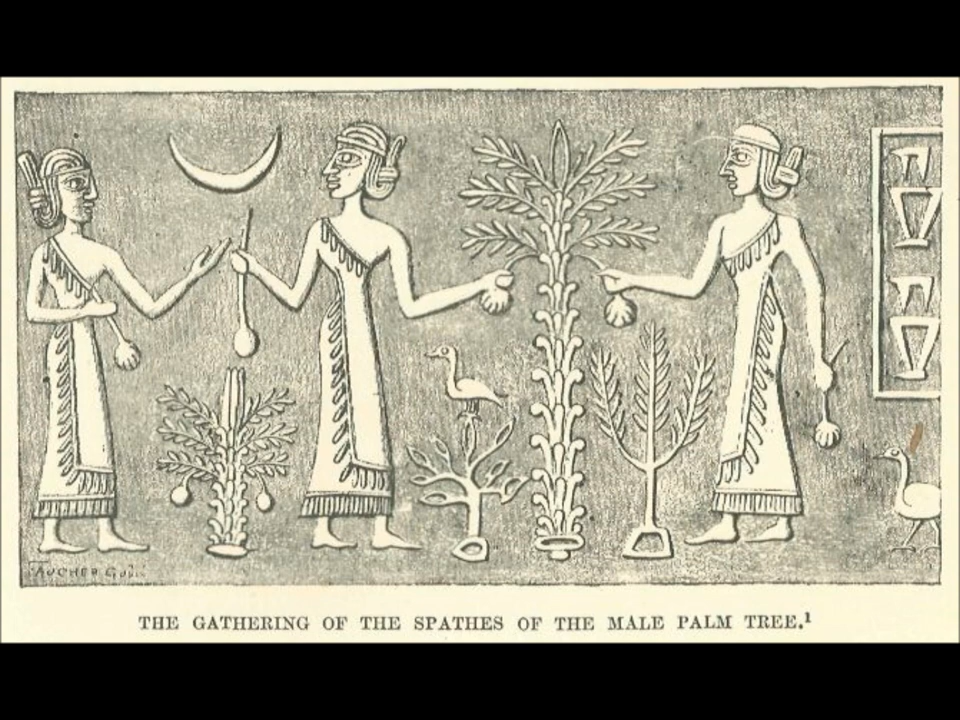 THE GATHERING OF THE SPATHES OF THE MALE PALM TREE.¹